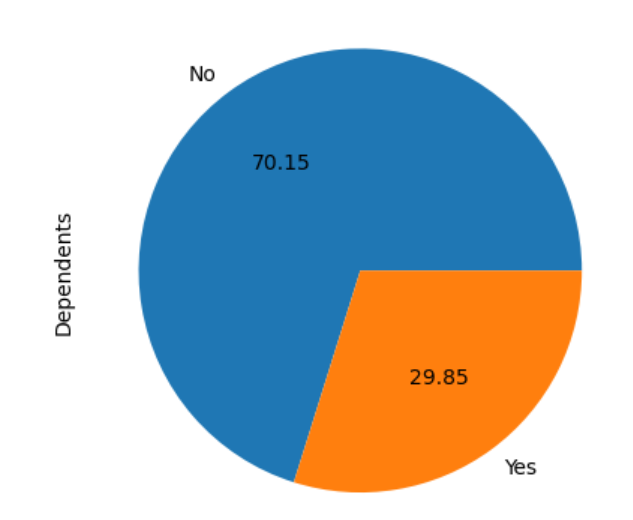 No
70.15
Dependents
29.85
Yes